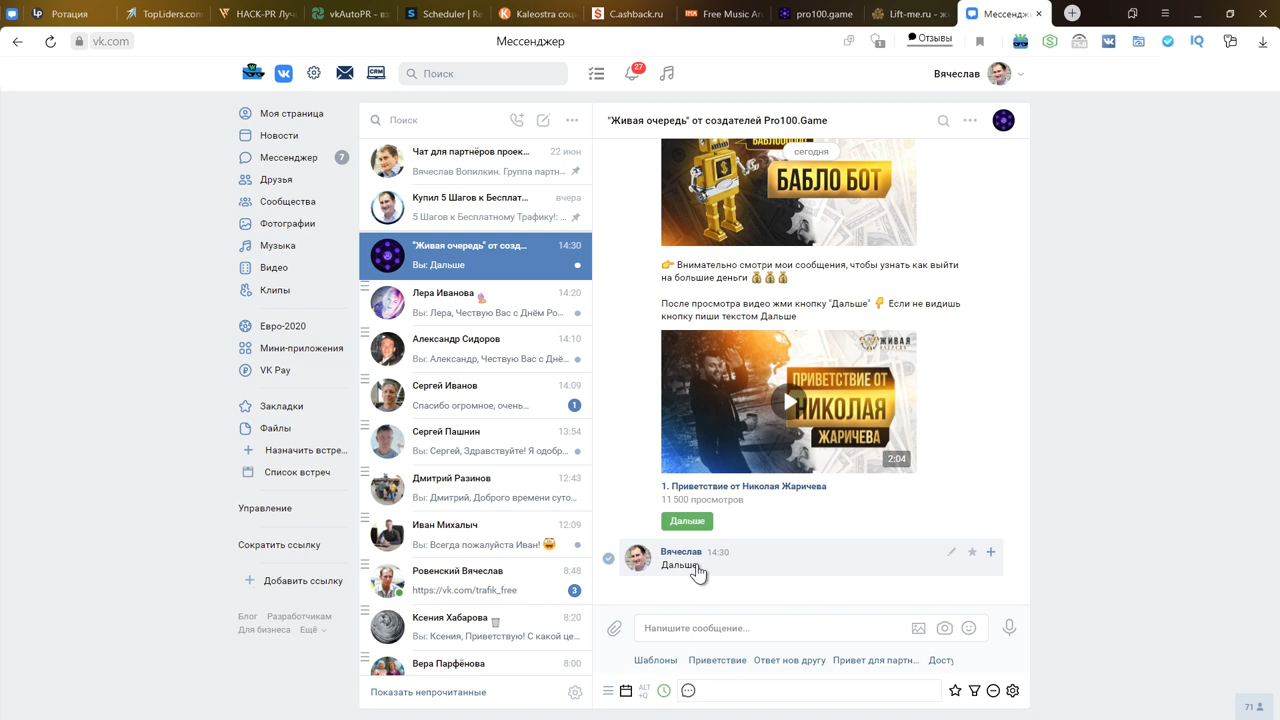 Ротация
TopLiders.com
HACK-PR Луч
vkAutoPR - ав
Scheduler | Re
Kaleostra соц
Свой живой.
Fusic Music Ar
pro100.game
Lift-me.ru - жи
Мессендж
vk.com
Мессенджер
Отзывы
1
IQ
CRM
Поиск
27
Вячеслав
Моя страница
Новости
Мессенджер
7
Друзья
Сообщества
Фотографии
Музыка
Видео
Клипы
Евро-2020
Мини-приложения
VK Pay
Закладки
Файлы
Назначить встре...
Список встреч
Управление
Сократить ссылку
Добавить ссылку
Блог Разработчикам
Для бизнеса Ещё
Поиск
Чат для партнёров проек... 22 июн
Вячеслав Вопилкин. Группа партн...
Купил 5 Шагов к Бесплат... вчера
5 Шагов к Бесплатному Трафику!: ...
"Живая очередь" от созд... 14:30
Вы: Дальше
Лера Иванова 14:20
Вы: Лера, Чествую Вас с Днём Ро...
Александр Сидоров 14:10
Вы: Александр, Чествую Вас с Днё...
Сергей Иванов 14:09
Спасибо огромное, очень... 1
Сергей Пашнин 13:54
Вы: Сергей, Здравствуйте! Я одобр...
Дмитрий Разинов 12:43
Вы: Дмитрий, Доброго времени суто...
Иван Михалыч 12:09
Вы: Всегда пожалуйста Иван!
Ровенский Вячеслав 8:48
https://vk.com/trafik_free 3
Ксения Хабарова 8:20
Вы: Ксения, Приветствую! С какой це...
Вера Парфёнова 8:00
Показать непрочитанные
"Живая очередь" от создателей Pro100.Game
сегодня
БАБЛО БОТ
Внимательно смотри мои сообщения, чтобы узнать как выйти
на большие деньги
После просмотра видео жми кнопку "Дальше" Если не видишь
кнопку пиши текстом Дальше
ЖИВАЯ
ОЧЕРЕДЬ
ПРИВЕТСТВИЕ ОТ
НИКОЛАЯ
ЖАРИЧЕВА
2:04
1. Приветствие от Николая Жаричева
11 500 просмотров
Дальше
Вячеслав 14:30
Дальше
Напишите сообщение...
Шаблоны Приветствие Ответ нов другу Привет для партн... Досту
ALT
+Q
71